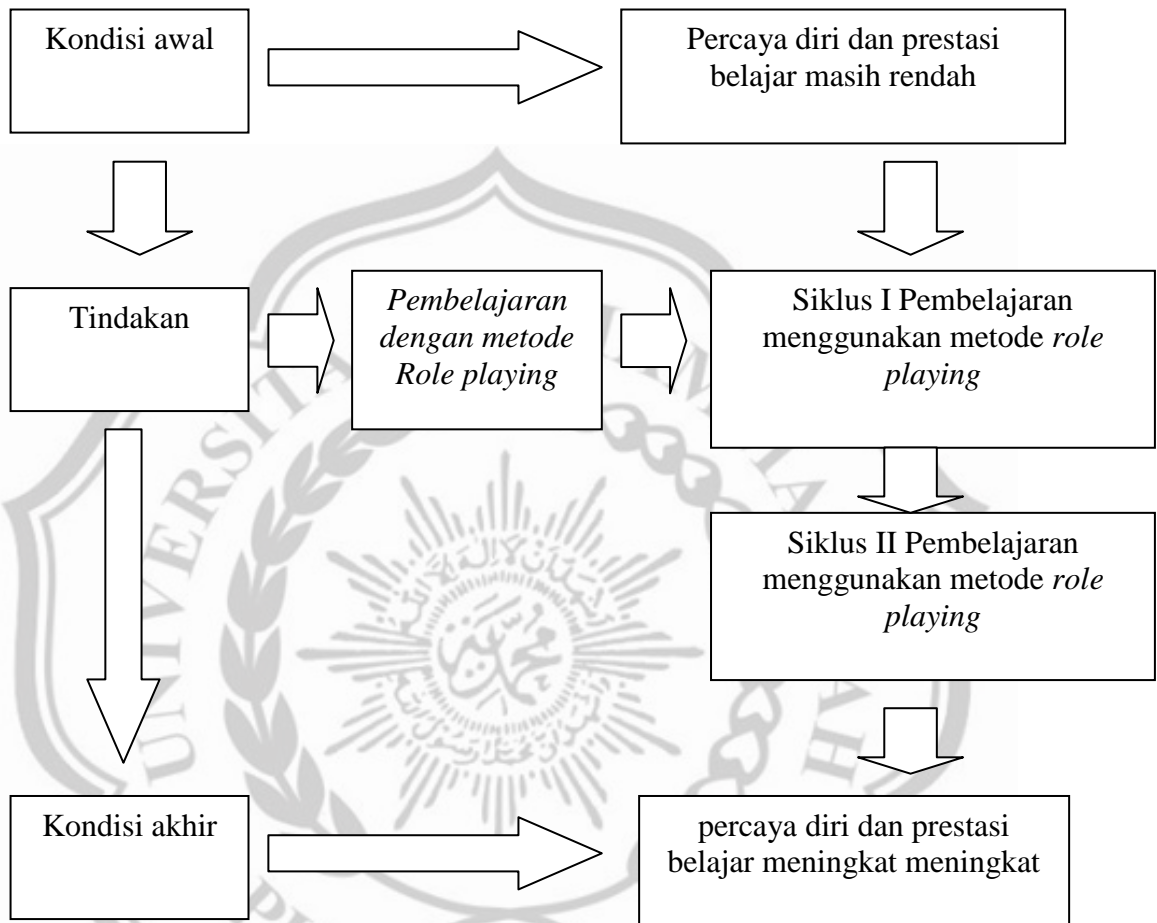 Kondisi awal
Percaya diri dan prestasi
belajar masih rendah
Tindakan
Pembelajaran
dengan metode
Role playing
Siklus I Pembelajaran
menggunakan metode role
playing
Siklus II Pembelajaran
menggunakan metode role
playing
Kondisi akhir
percaya diri dan prestasi
belajar meningkat meningkat